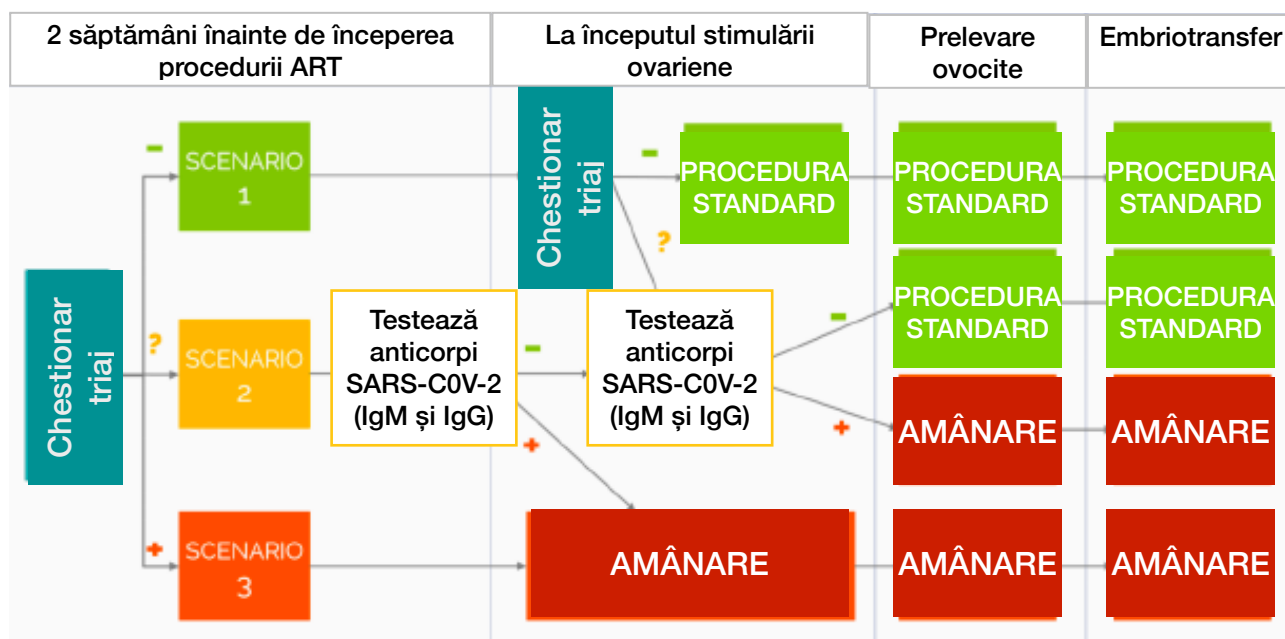 2 săptămâni înainte de începerea
procedurii ART
La începutul stimulării
ovariene
Prelevare
ovocite
Embriotransfer
Chestionar
triaj
-
SCENARIO
1
Chestionar
triaj
-
PROCEDURA
STANDARD
PROCEDURA
STANDARD
PROCEDURA
STANDARD
?
?
SCENARIO
2
Testează
anticorpi
SARS-C0V-2
(IgM și IgG)
-
+
Testează
anticorpi
SARS-C0V-2
(IgM și IgG)
-
PROCEDURA
STANDARD
PROCEDURA
STANDARD
+
AMÂNARE
AMÂNARE
+
SCENARIO
3
AMÂNARE
AMÂNARE
AMÂNARE